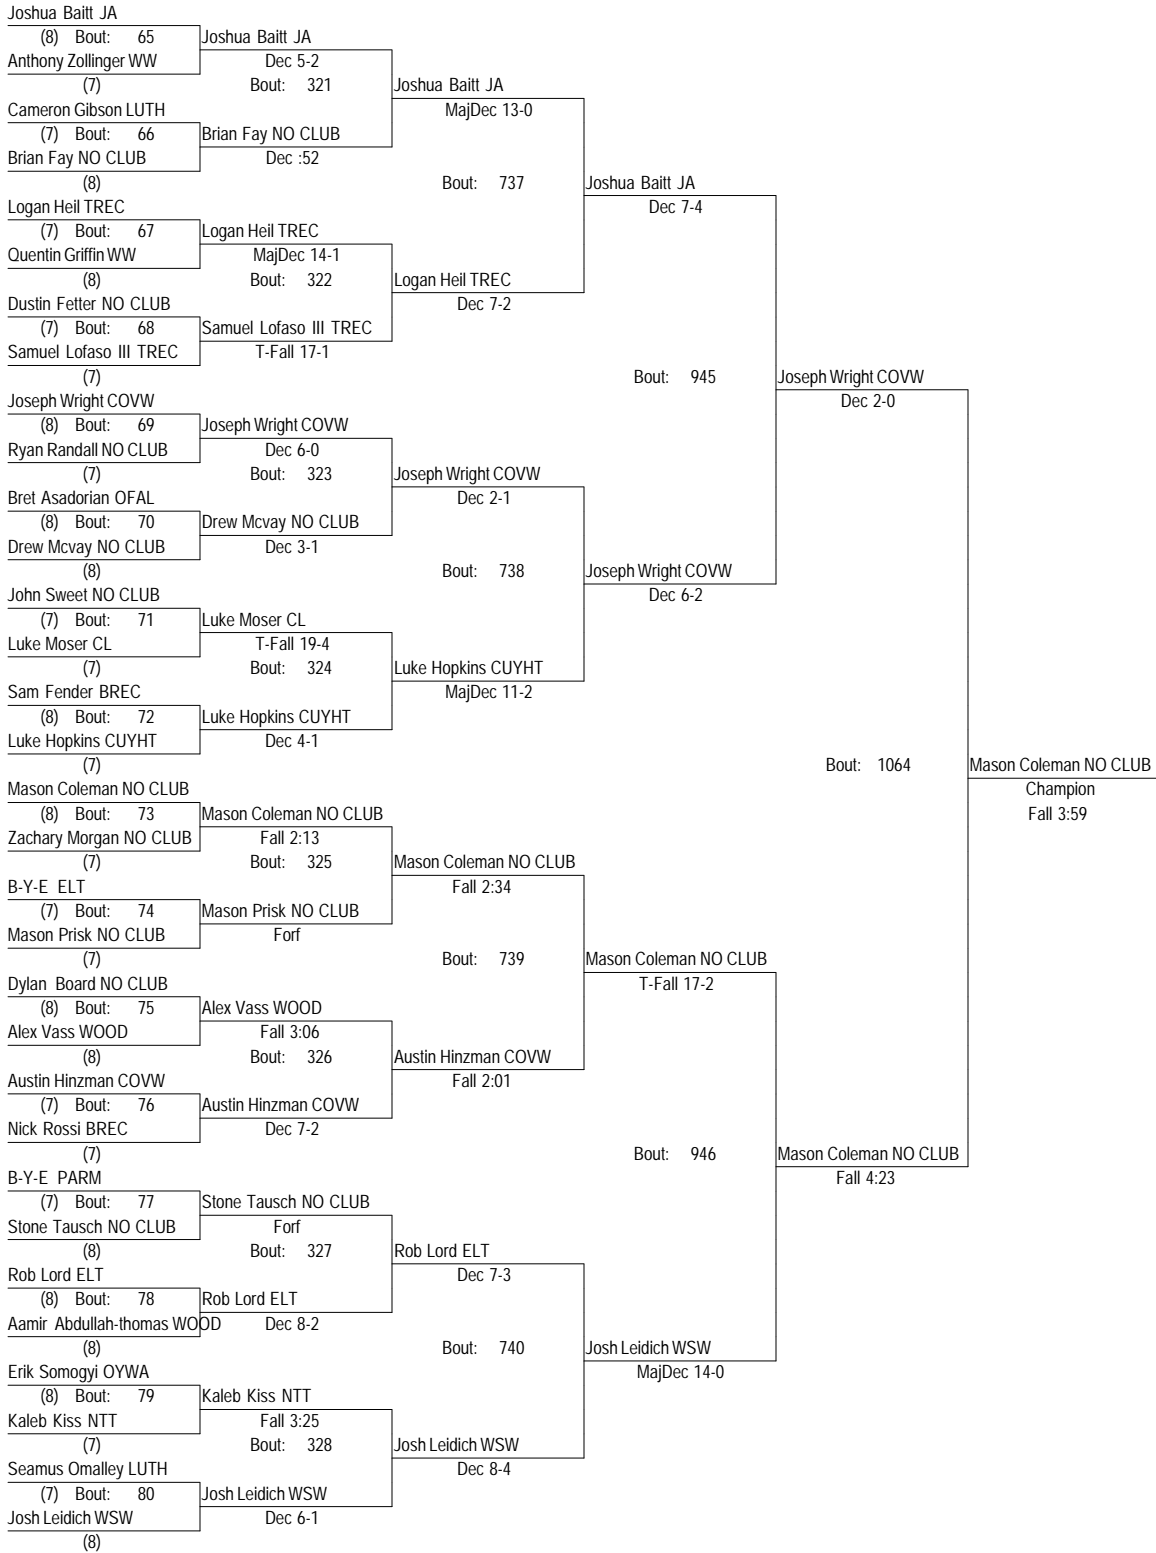 Joshua Baitt JA
(8) Bout: 65 Joshua Baitt JA
Anthony Zollinger WW Dec 5-2
(7) Bout: 321 Joshua Baitt JA
Cameron Gibson LUTH MajDec 13-0
(7) Bout: 66 Brian Fay NO CLUB
Brian Fay NO CLUB Dec :52
(8) Bout: 737 Joshua Baitt JA
Logan Heil TREC Dec 7-4
(7) Bout: 67 Logan Heil TREC
Quentin Griffin WW MajDec 14-1
(8) Bout: 322 Logan Heil TREC
Dustin Fetter NO CLUB Dec 7-2
(7) Bout: 68 Samuel Lofaso III TREC
Samuel Lofaso III TREC T-Fall 17-1
(7) Bout: 945 Joseph Wright COVW
Joseph Wright COVW Dec 2-0
(8) Bout: 69 Joseph Wright COVW
Ryan Randall NO CLUB Dec 6-0
(7) Bout: 323 Joseph Wright COVW
Bret Asadorian OFAL Dec 2-1
(8) Bout: 70 Drew Mcvay NO CLUB
Drew Mcvay NO CLUB Dec 3-1
(8) Bout: 738 Joseph Wright COVW
John Sweet NO CLUB Dec 6-2
(7) Bout: 71 Luke Moser CL
Luke Moser CL T-Fall 19-4
(7) Bout: 324 Luke Hopkins CUYHT
Sam Fender BREC MajDec 11-2
(8) Bout: 72 Luke Hopkins CUYHT
Luke Hopkins CUYHT Dec 4-1
(7) Bout: 1064 Mason Coleman NO CLUB
Mason Coleman NO CLUB Champion
(8) Bout: 73 Mason Coleman NO CLUB Fall 3:59
Zachary Morgan NO CLUB Fall 2:13
(7) Bout: 325 Mason Coleman NO CLUB
B-Y-E ELT Fall 2:34
(7) Bout: 74 Mason Prisk NO CLUB
Mason Prisk NO CLUB Forf
(7) Bout: 739 Mason Coleman NO CLUB
Dylan Board NO CLUB T-Fall 17-2
(8) Bout: 75 Alex Vass WOOD
Alex Vass WOOD Fall 3:06
(8) Bout: 326 Austin Hinzman COVW
Austin Hinzman COVW Fall 2:01
(7) Bout: 76 Austin Hinzman COVW
Nick Rossi BREC Dec 7-2
(7) Bout: 946 Mason Coleman NO CLUB
B-Y-E PARM Fall 4:23
(7) Bout: 77 Stone Tausch NO CLUB
Stone Tausch NO CLUB Forf
(8) Bout: 327 Rob Lord ELT
Rob Lord ELT Dec 7-3
(8) Bout: 78 Rob Lord ELT
Aamir Abdullah-thomas WOOD Dec 8-2
(8) Bout: 740 Josh Leidich WSW
Erik Somogyi OYWA MajDec 14-0
(8) Bout: 79 Kaleb Kiss NTT
Kaleb Kiss NTT Fall 3:25
(7) Bout: 328 Josh Leidich WSW
Seamus Omalley LUTH Dec 8-4
(7) Bout: 80 Josh Leidich WSW
Josh Leidich WSW Dec 6-1
(8)